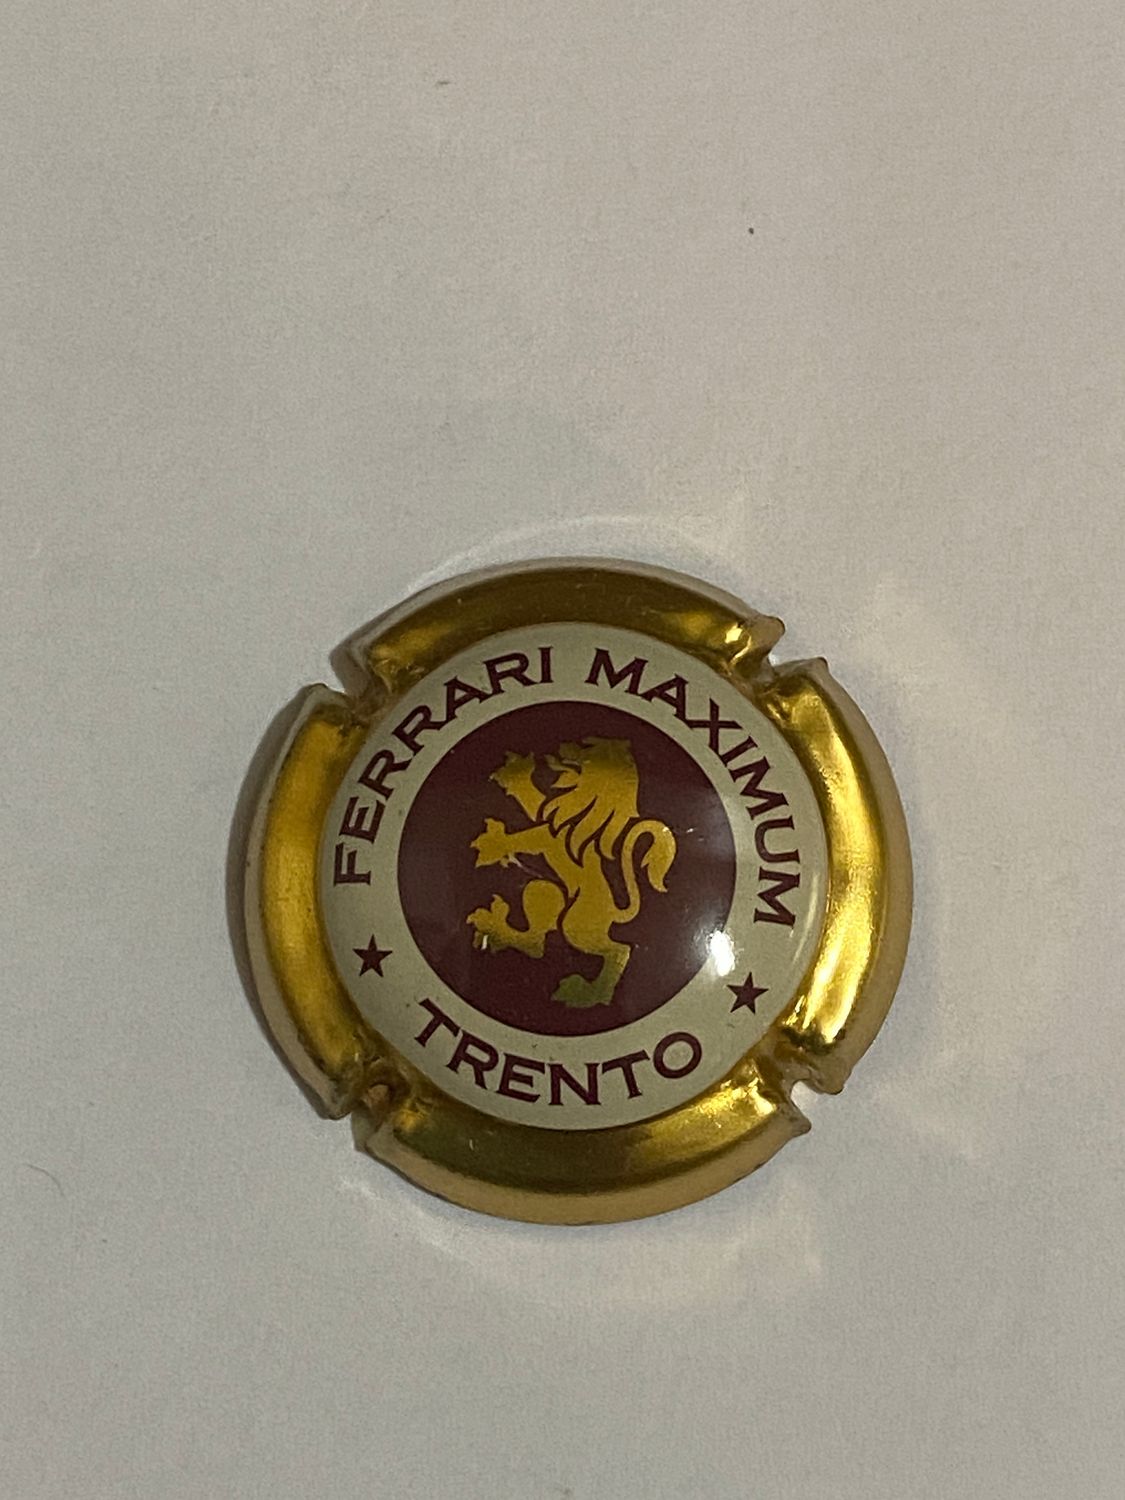 FERRARI MAXIMUM
★ TRENTO ★